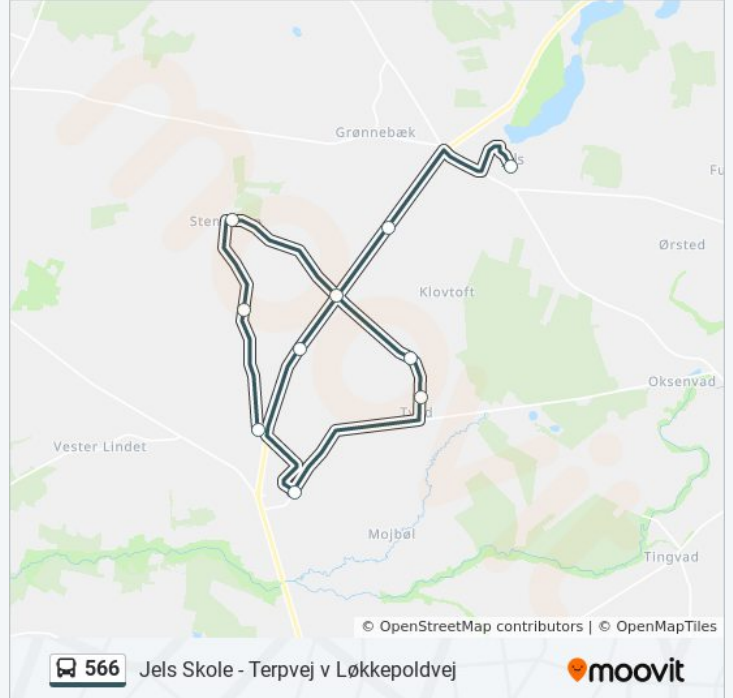 Grønnebæk
Ørsted
Klovtoft
Oksenvad
Vester Lindet
Mojbøl
Tingvad
© OpenStreetMap contributors | © OpenMapTiles
566 Jels Skole - Terpvej v Løkkepoldvej
moovit